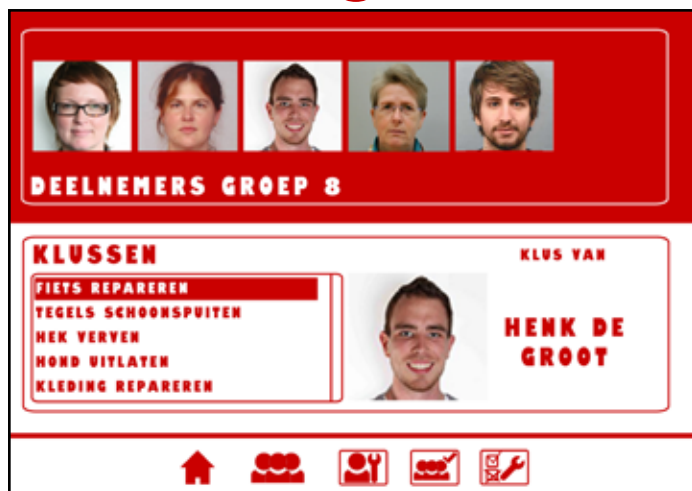 DEELNEMERS GROEP 8
KLUSSEN
FIETS REPAREREN
TEGELS SCHOONSPUITEN
HEK VERVEN
HOND UITLATEN
KLEDING REPAREREN
KLUS VAN
HENK DE
GROOT